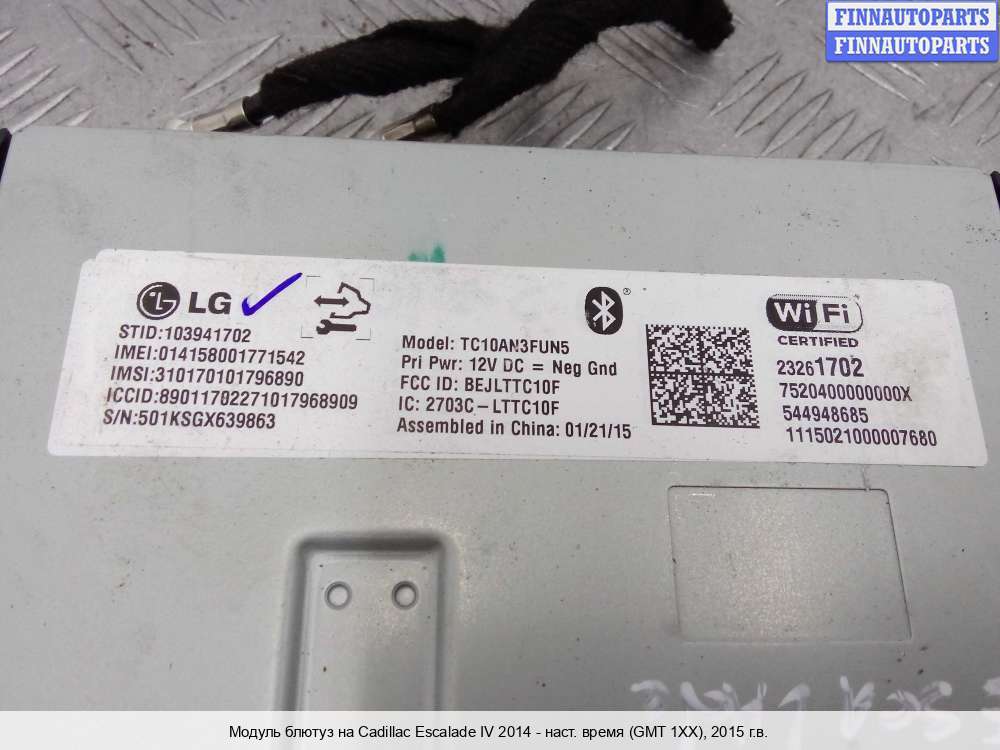 FINNAUTOPARTS
FINNAUTOPARTS
LG
STID:103941702
IMEI:014158001771542
IMSI:310170101796890
ICCID:89011702271017968909
S/N:501KSGX639863
Model: TC10AN3FUN5
Pri Pwr: 12V DC = Neg Gnd
FCC ID: BEJLTTC10F
IC: 2703C-LTTC10F
Assembled in China: 01/21/15
®
Wi Fi
CERTIFIED
23261702
7520400000000X
544948685
1115021000007680
Модуль блютуз на Cadillac Escalade IV 2014 - наст. время (GMT 1XX), 2015 г.в.